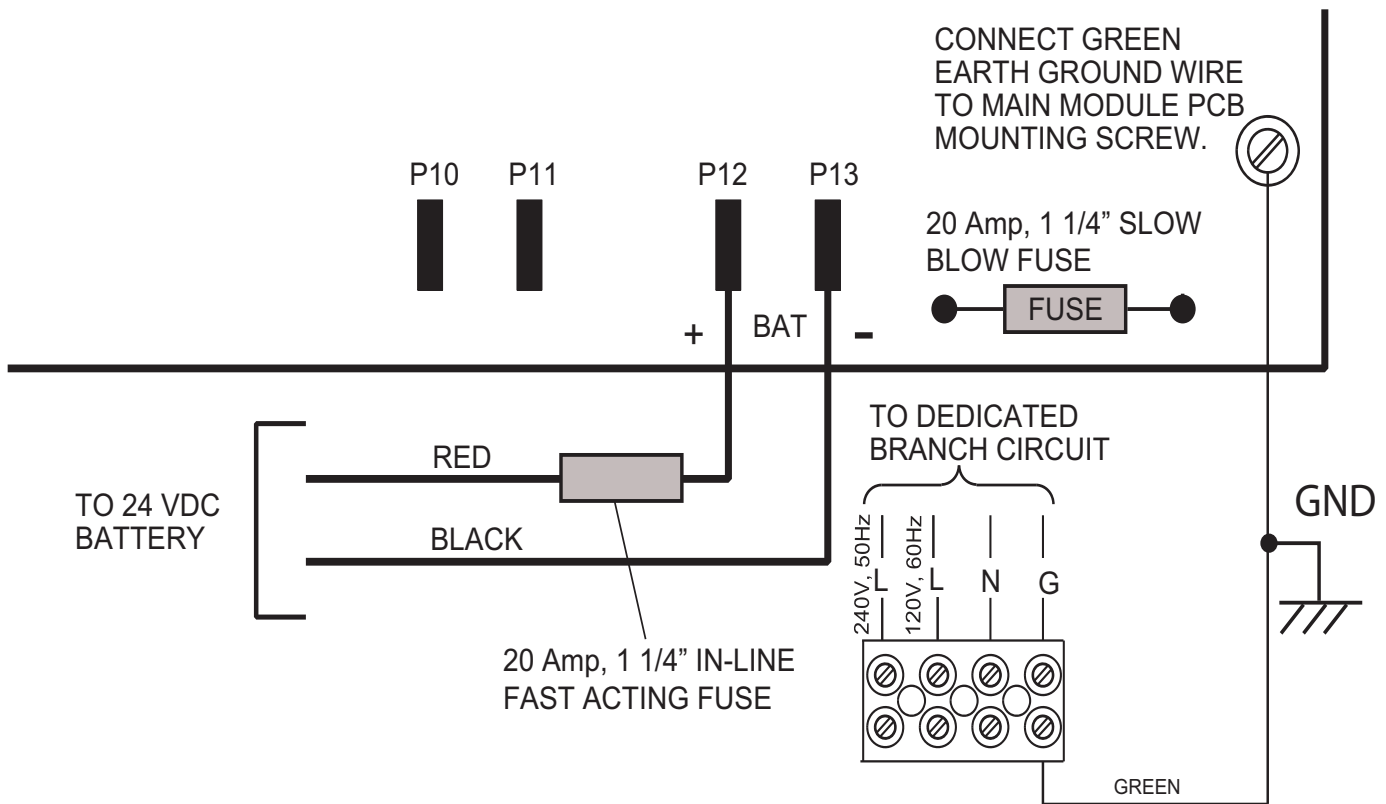 CONNECT GREEN
EARTH GROUND WIRE
TO MAIN MODULE PCB
MOUNTING SCREW.
P10
P11
P12
P13
20 Amp, 1 1/4” SLOW
BLOW FUSE
FUSE
+
BAT
-
TO DEDICATED
BRANCH CIRCUIT
RED
TO 24 VDC
BATTERY
BLACK
GND
240V, 50Hz
L
120V, 60Hz
L
N
G
20 Amp, 1 1/4” IN-LINE
FAST ACTING FUSE
GREEN